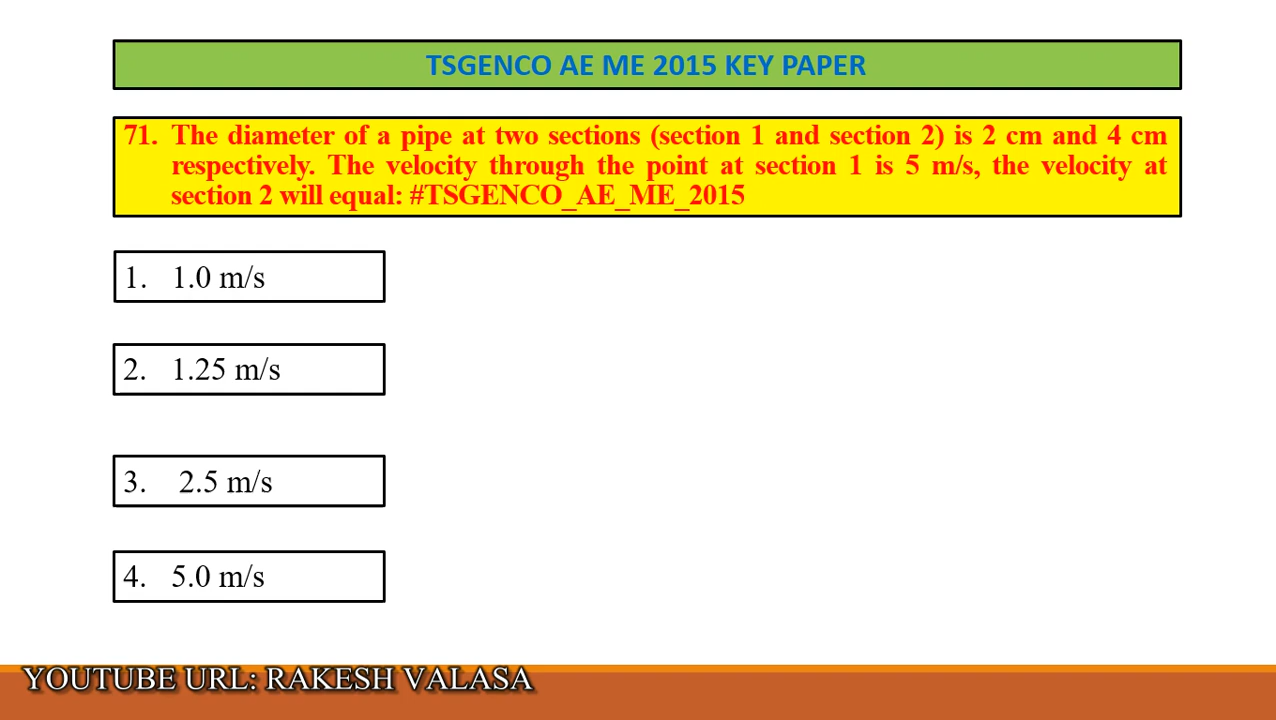 TSGENCO AE ME 2015 KEY PAPER
71. The diameter of a pipe at two sections (section 1 and section 2) is 2 cm and 4 cm
respectively. The velocity through the point at section 1 is 5 m/s, the velocity at
section 2 will equal: #TSGENCO_AE_ME_2015
1. 1.0 m/s
2. 1.25 m/s
3. 2.5 m/s
4. 5.0 m/s
YOUTUBE URL: RAKESH VALASA